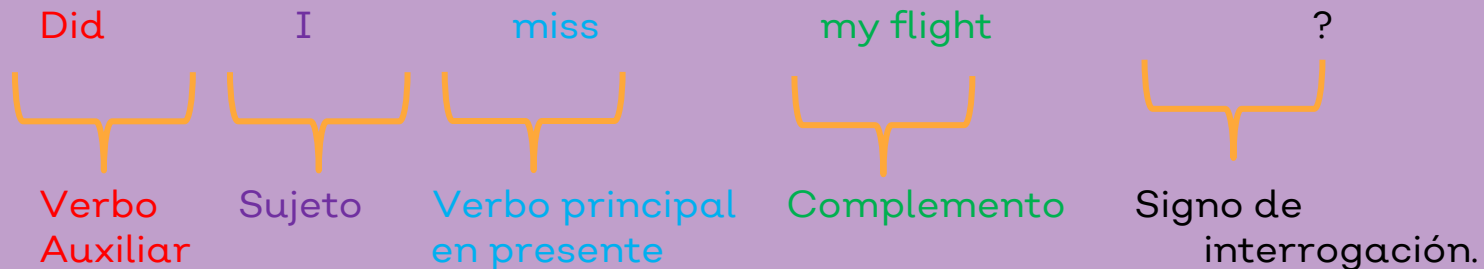 Did I miss my flight ?
Verbo Auxiliar Sujeto Verbo principal en presente Complemento Signo de interrogación.